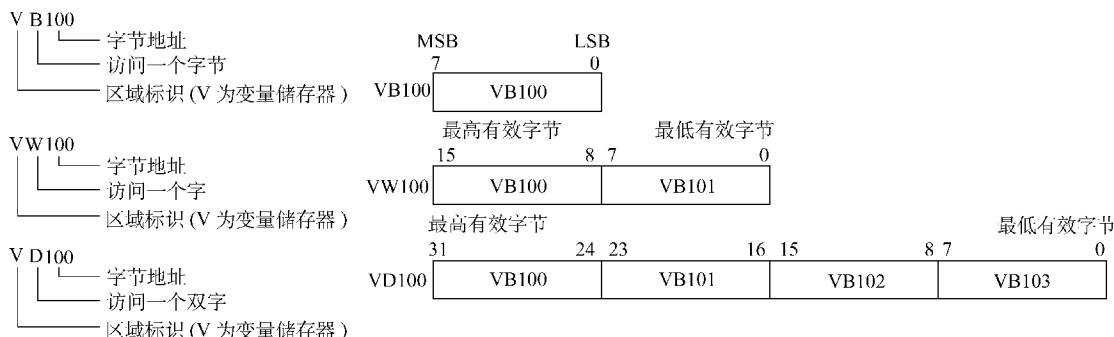 V B100
字节地址
访问一个字节
区域标识 (V 为变量储存器 )
MSB LSB
7 0
VB100 VB100
VW100
字节地址
访问一个字
区域标识 (V 为变量储存器 )
最高有效字节 最低有效字节
15 8 7 0
VW100 VB100 VB101
V D100
字节地址
访问一个双字
区域标识 (V 为变量储存器 )
最高有效字节 最低有效字节
31 24 23 16 15 8 7 0
VD100 VB100 VB101 VB102 VB103